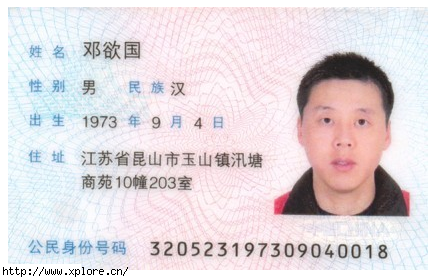 姓名 邓欲国
性别 男 民族 汉
出生 1973 年 9 月 4 日
住址 江苏省昆山市玉山镇汛塘
商苑10幢203室
公民身份号码 320523197309040018
http://www.xplore.cn/